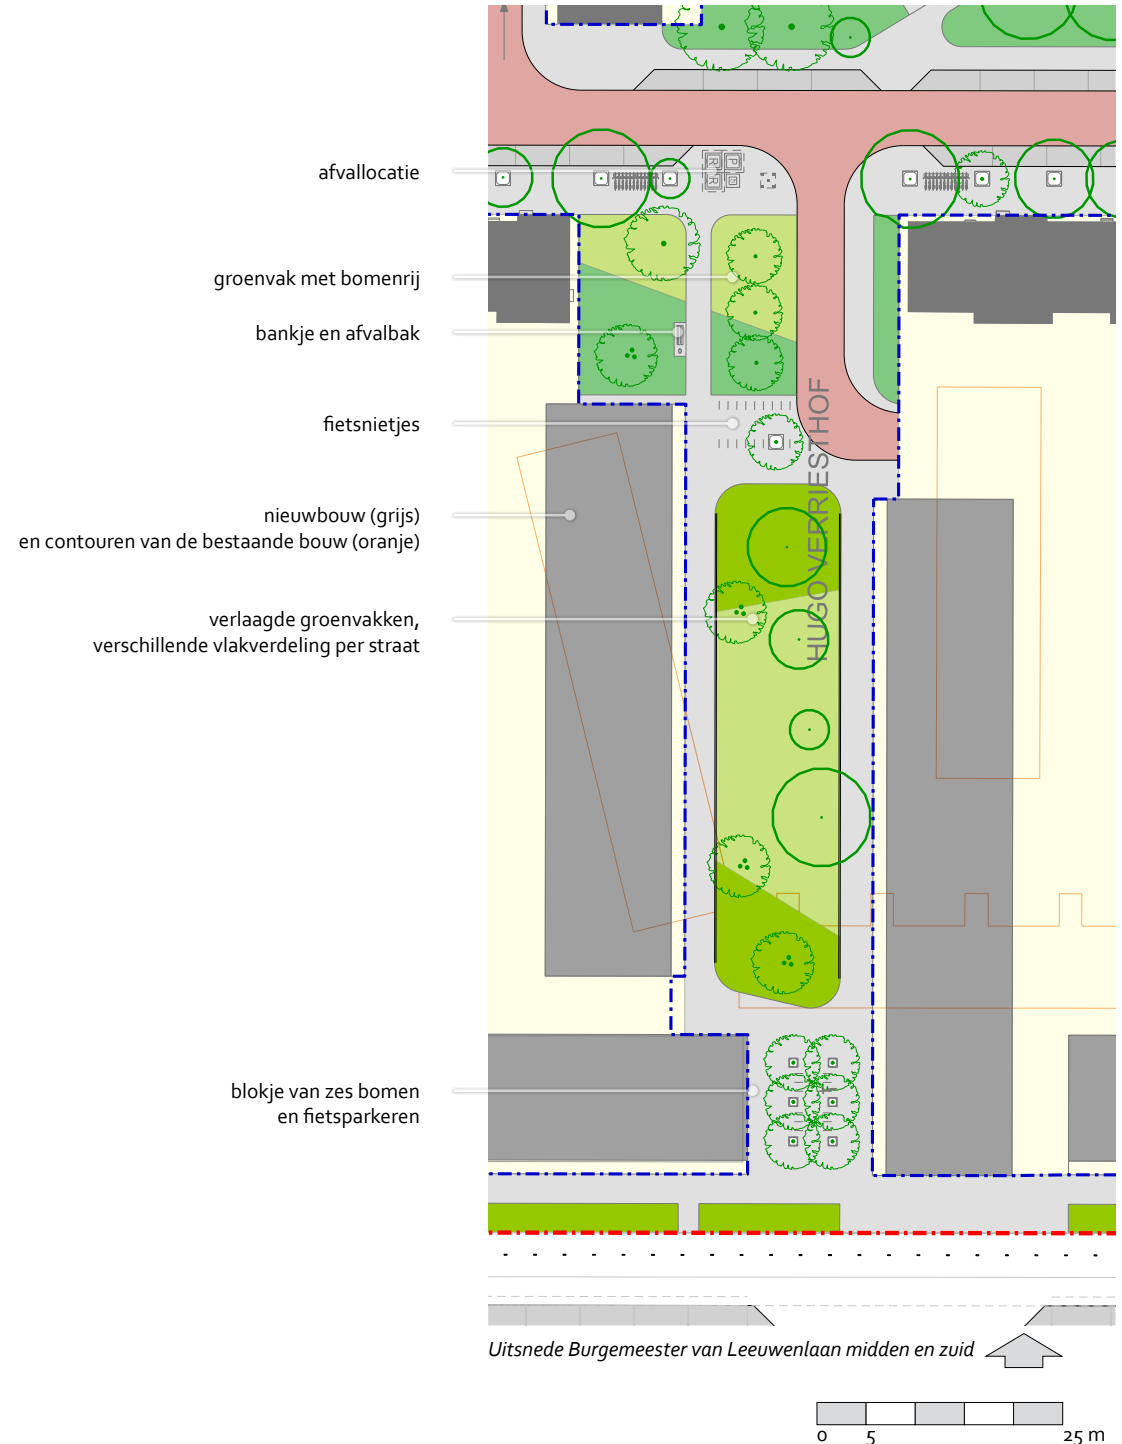 afvallocatie
groenvak met bomenrij
bankje en afvalbak
fietsnietjes
nieuwbouw (grijs)
en contouren van de bestaande bouw (oranje)
verlaagde groenvakken,
verschillende vlakverdeling per straat
blokje van zes bomen
en fietsparkeren
R P
R
HUGO VERRIESTHOF
Uitsnede Burgemeester van Leeuwenlaan midden en zuid
0 5 25 m